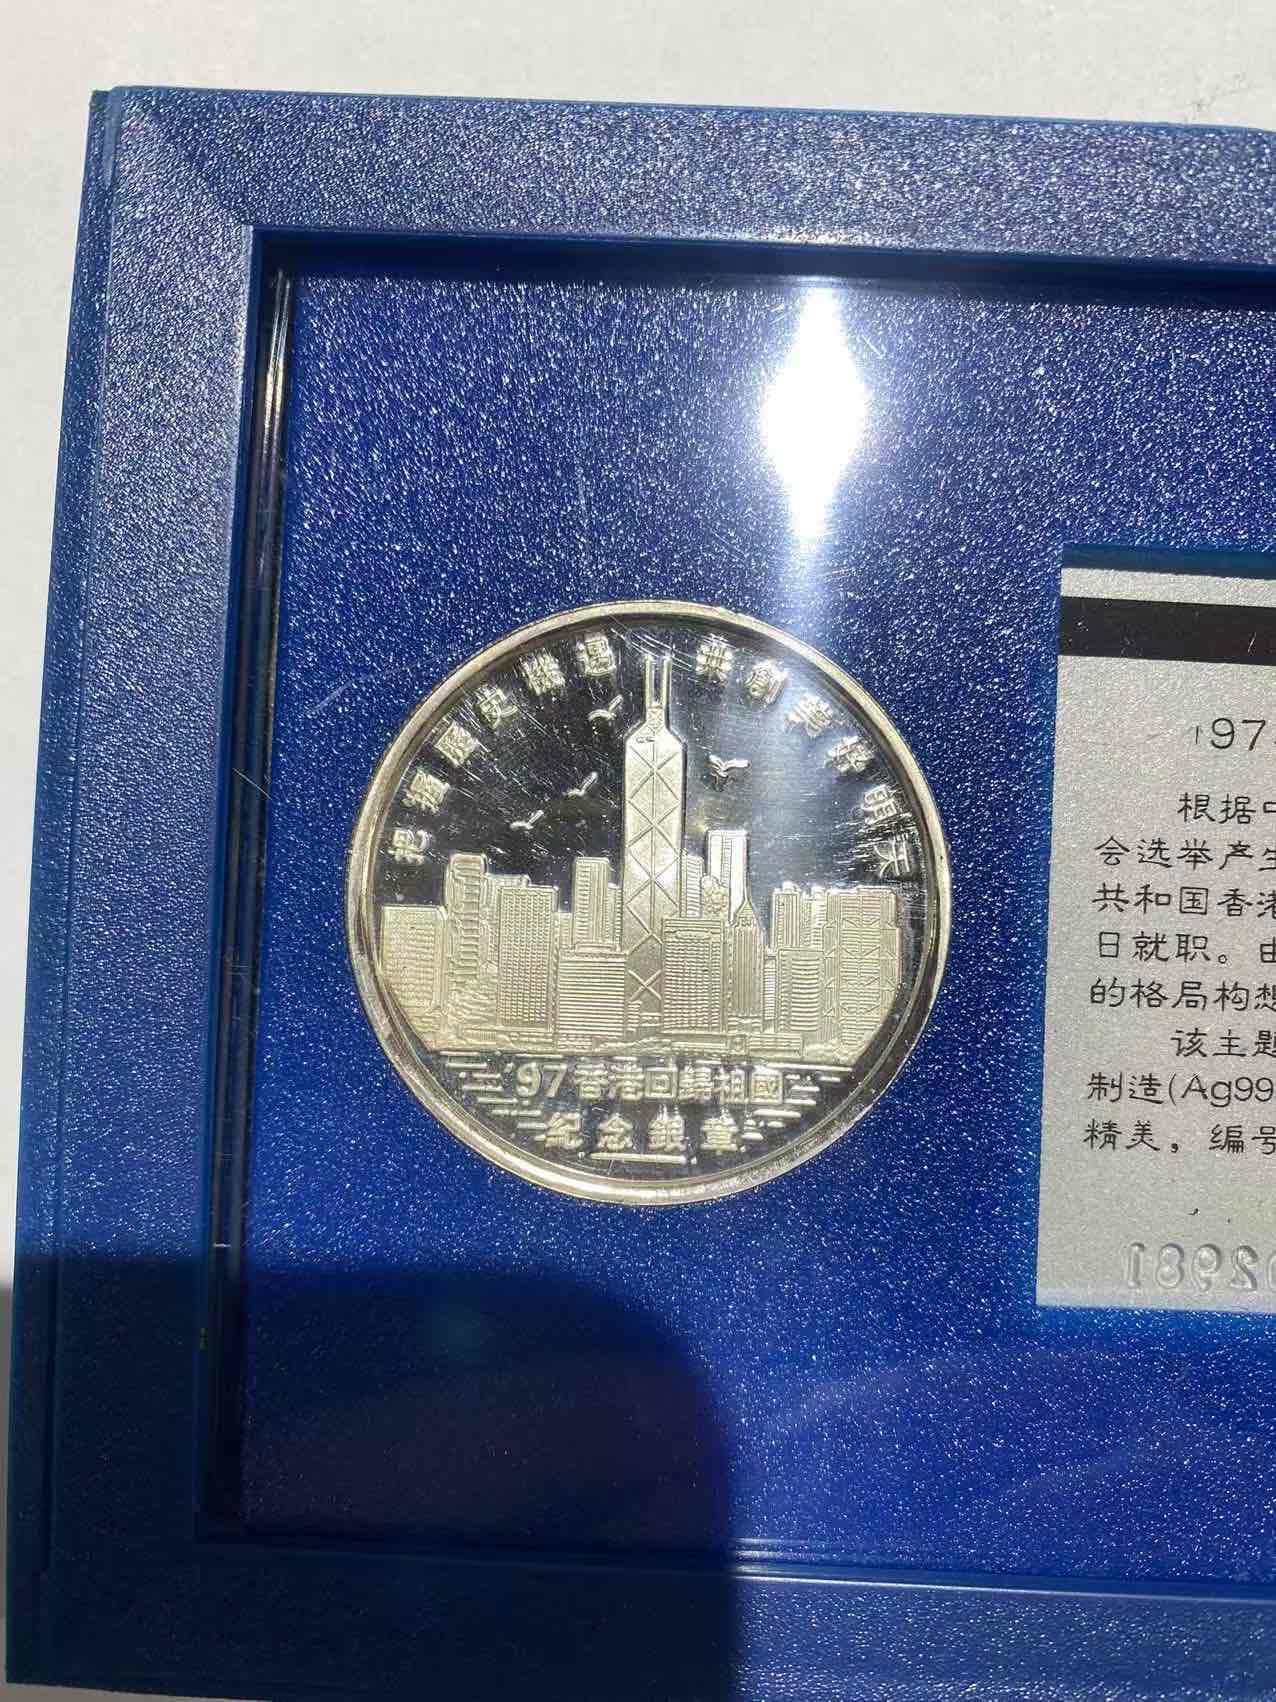 把握歷史際遇 共創美好明天
'97香港回歸祖國
紀念銀章
'97
根据中
会选举产生
共和国香港
日就职。由
的格局构想
该主题
制造(Ag99
精美，编号